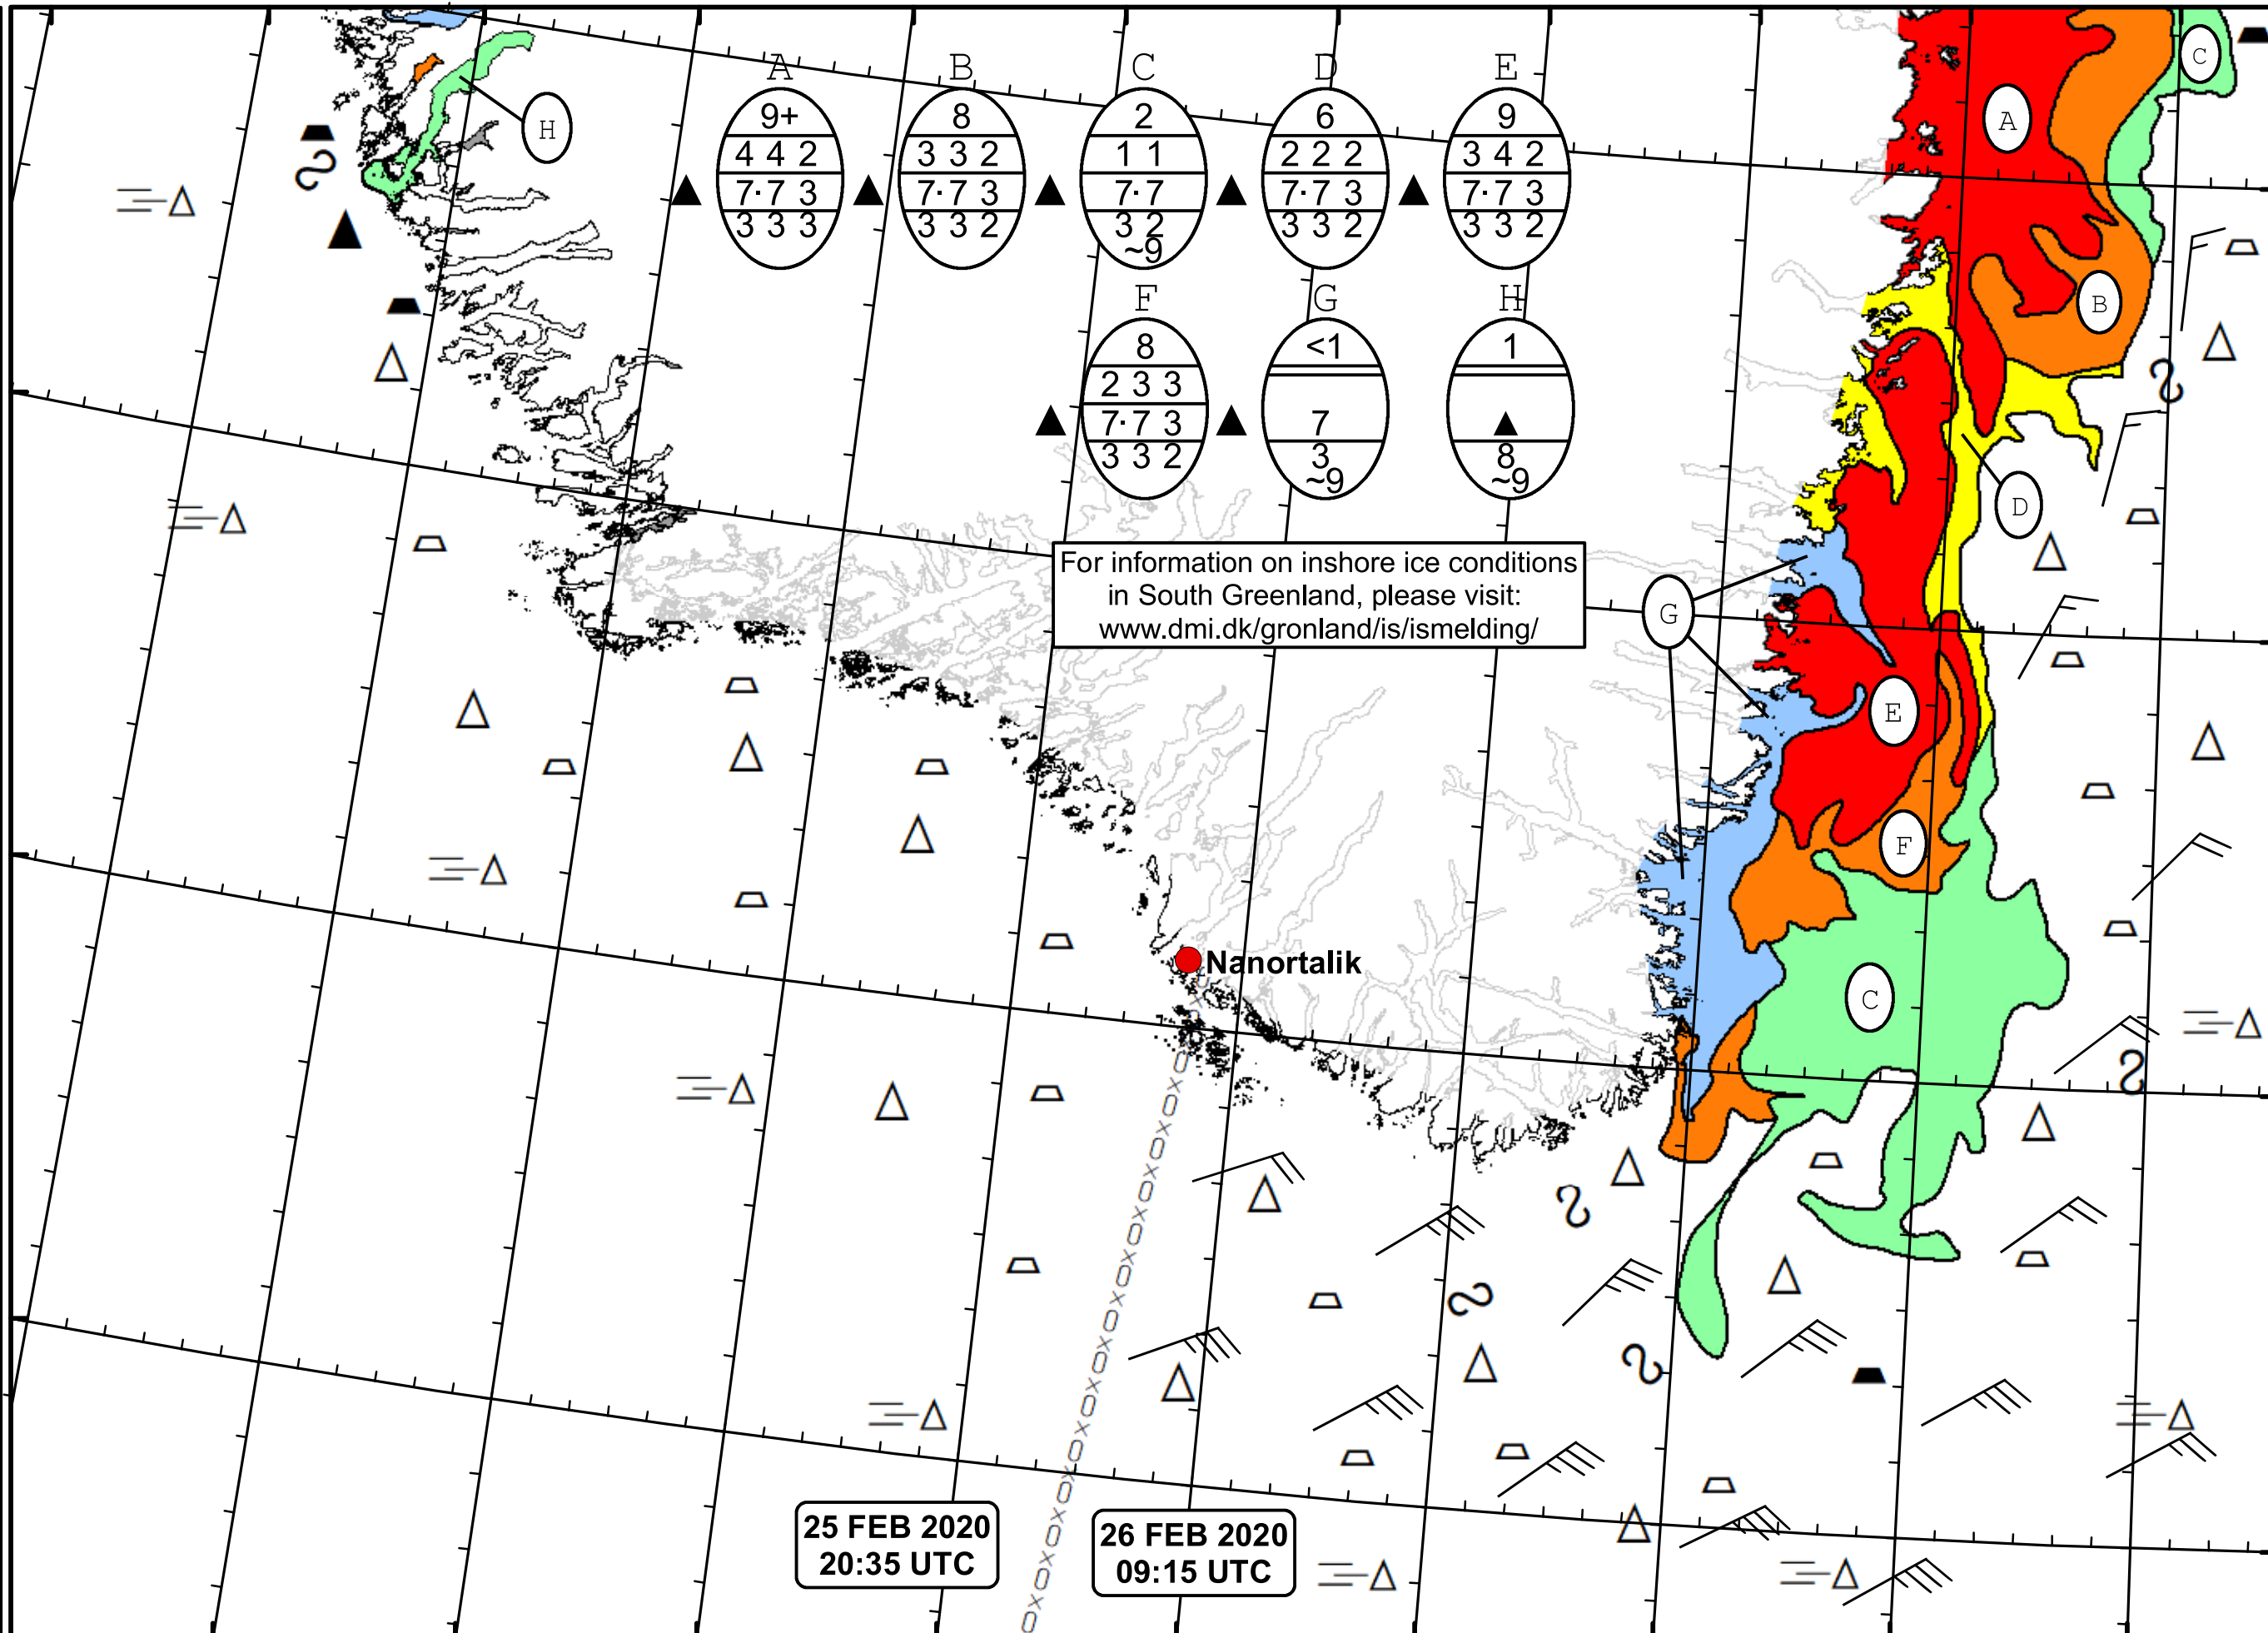 A B C D E
9+ 8 2 6 9
4 4 2 3 3 2 1 1 2 2 2 3 4 2
7·7 3 7·7 3 7·7 7·7 3 7·7 3
3 3 3 3 3 2 3 2 3 3 2 3 3 2
~9
F G H
8 <1 1
2 3 3
7·7 3 7
3 3 2 3 8
~9 ~9
H
C
A
B
D
For information on inshore ice conditions
in South Greenland, please visit:
www.dmi.dk/gronland/is/ismelding/
G
E
F
Nanortalik
C
25 FEB 2020
20:35 UTC
26 FEB 2020
09:15 UTC